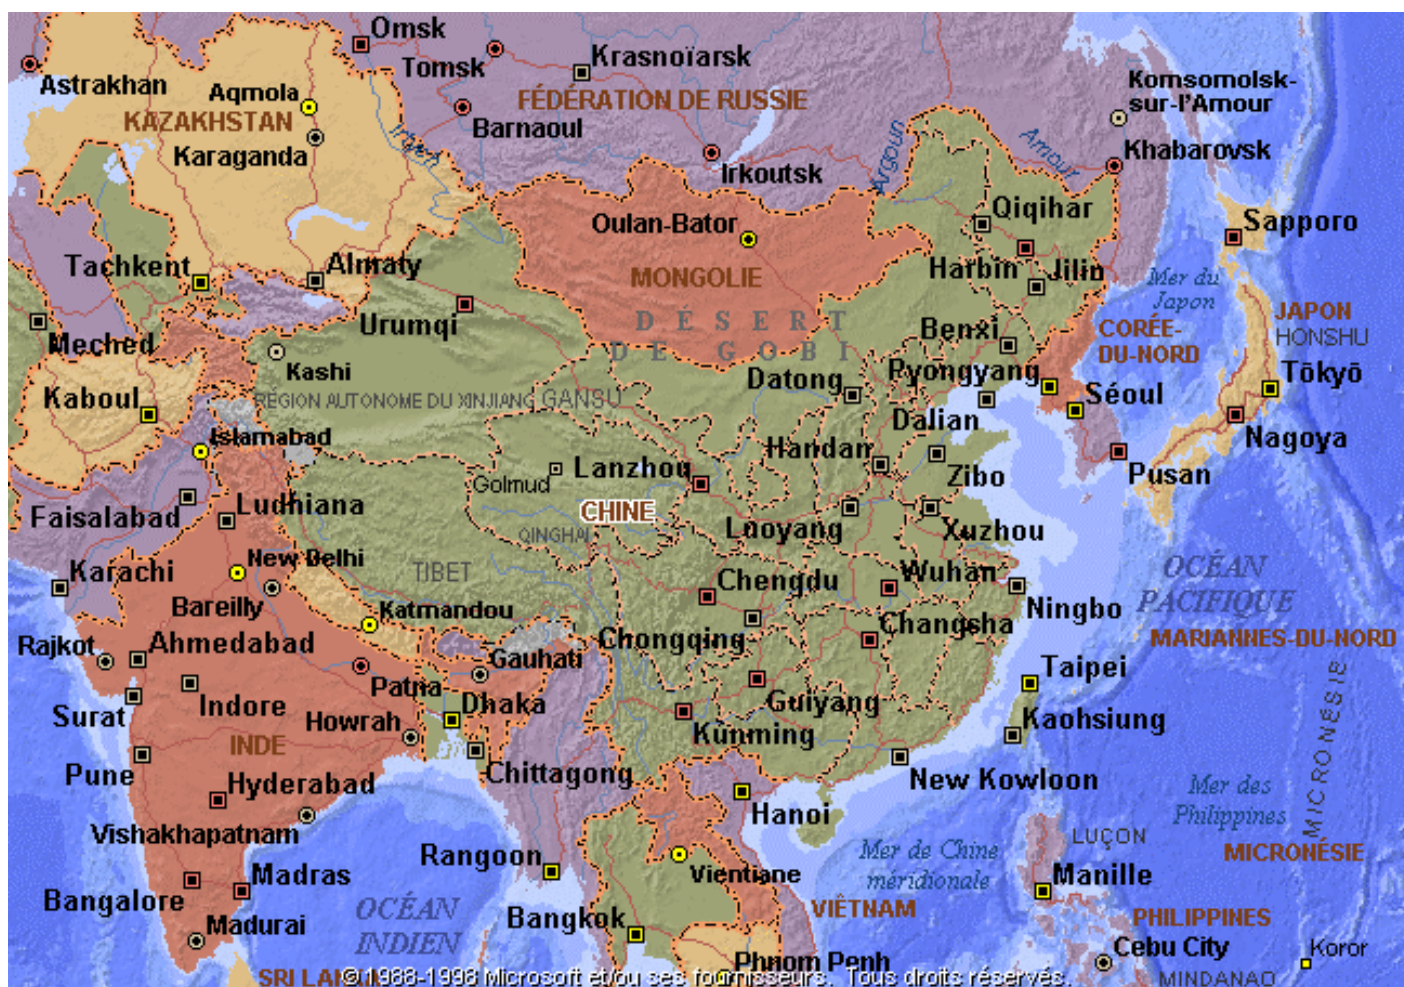 Omsk
Tomsk
Krasnoïarsk
Astrakhan
Aqmola
KAZAKHSTAN
Karaganda
Irtych
Barnaoul
FÉDÉRATION DE RUSSIE
Irkoutsk
Argoun
Amour
Komsomolsk-
sur-l'Amour
Khabarovsk
Oulan-Bator
MONGOLIE
Qiqihar
Harbin
Jilin
Sapporo
Tachkent
Almaty
Urumqi
DÉSERT
DE GOBI
Mer du
Japon
Meched
Kashi
Benxi
CORÉE-
DU-NORD
JAPON
HONSHU
Kaboul
RÉGION AUTONOME DU XINJIANG
GANSU
Datong
Pyongyang
Séoul
Tōkyō
Islamabad
Dalian
Nagoya
Faisalabad
Ludhiana
Golmud
Lanzhou
Handan
Zibo
Pusan
CHINE
QINGHAI
Luoyang
Xuzhou
Karachi
New Delhi
Bareilly
TIBET
Chengdu
Wuhan
Ningbo
OCÉAN
PACIFIQUE
Katmandou
Chongqing
Changsha
MARIANNES-DU-NORD
Rajkot
Ahmedabad
Gauhati
Patna
Taipei
Surat
Indore
Howrah
Dhaka
Guiyang
Kunming
Kaohsiung
INDE
Pune
Chittagong
New Kowloon
MICRONÉSIE
Hyderabad
Hanoi
Mer des
Philippines
Vishakhapatnam
LUÇON
MICRONÉSIE
Rangoon
Vientiane
Mer de Chine
méridionale
Manille
Bangalore
Madras
Madurai
OCÉAN
INDIEN
Bangkok
VIÊTNAM
PHILIPPINES
Phnom Penh
Cebu City
Koror
SRI LANKA
MINDANAO
©1988-1998 Microsoft et/ou ses fournisseurs. Tous droits réservés.